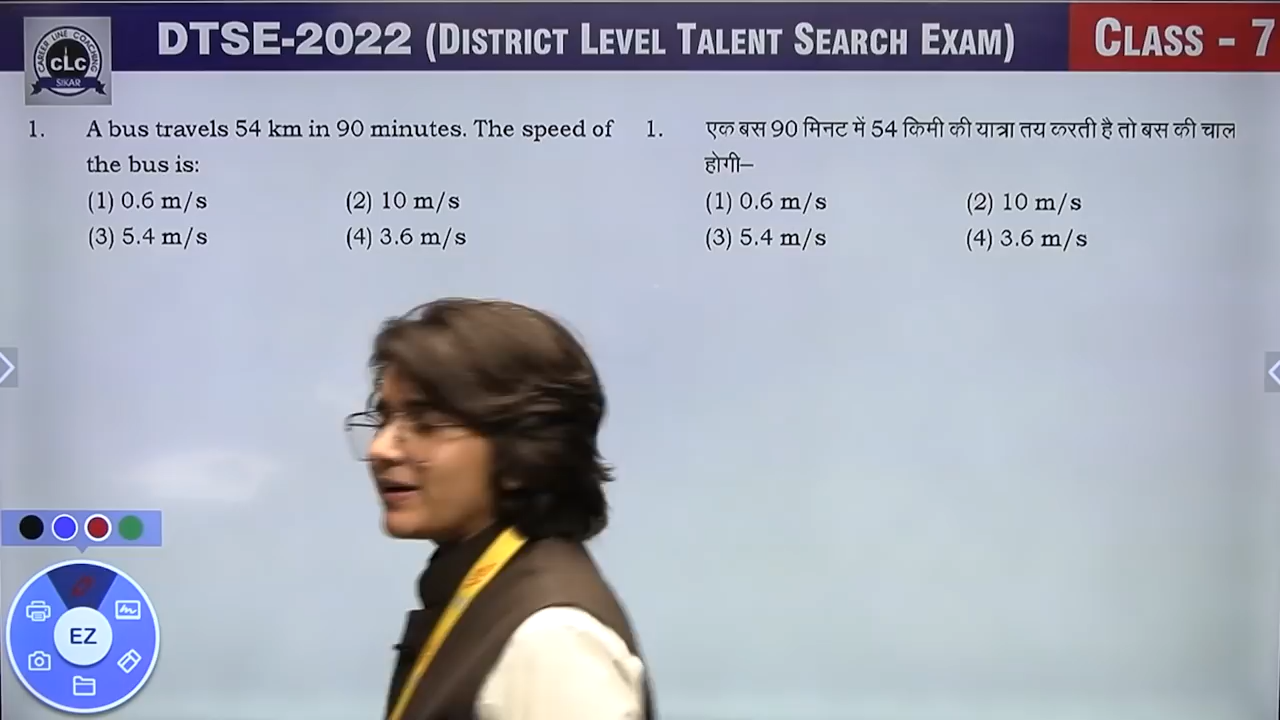 CAREER LINE COACHING
CLC
SIKAR
DTSE-2022 (DISTRICT LEVEL TALENT SEARCH EXAM)
CLASS - 7
1. A bus travels 54 km in 90 minutes. The speed of
the bus is:
(1) 0.6 m/s (2) 10 m/s
(3) 5.4 m/s (4) 3.6 m/s
1. एक बस 90 मिनट में 54 किमी की यात्रा तय करती है तो बस की चाल
होगी–
(1) 0.6 m/s (2) 10 m/s
(3) 5.4 m/s (4) 3.6 m/s
EZ